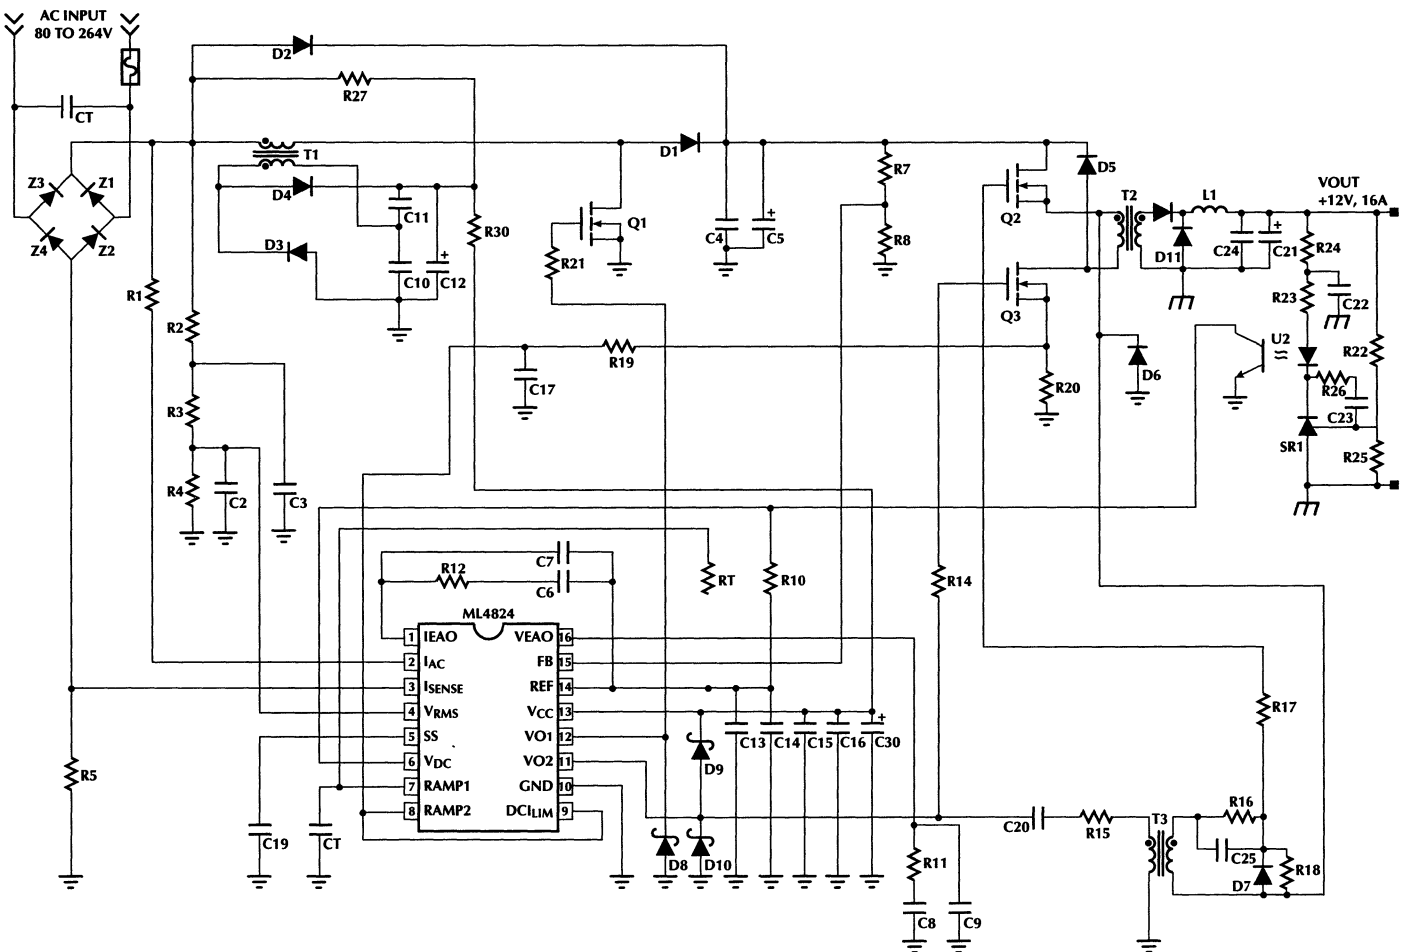 AC INPUT
80 TO 264V
D2
R27
CT
T1
D1
Z3
Z1
Z4
Z2
D4
C11
D3
C10
+
C12
R30
R21
Q1
C4
+
C5
R7
R8
Q2
D5
Q3
T2
L1
VOUT
+12V, 16A
D11
C24
+
C21
R24
R23
C22
U2
R22
R26
C23
SR1
R25
R1
R2
R3
R4
C2
C3
C17
R19
R20
D6
C7
R12
C6
RT
R10
R14
ML4824
1 IEAO VEAO 16
2 IAC FB 15
3 ISENSE REF 14
4 VRMS VCC 13
5 SS VO1 12
6 VDC VO2 11
7 RAMP1 GND 10
8 RAMP2 DCILIM 9
R5
C19
CT
D9
C13
C14
C15
C16
+
C30
D8
D10
R11
C8
C9
C20
R15
T3
R16
R17
C25
D7
R18